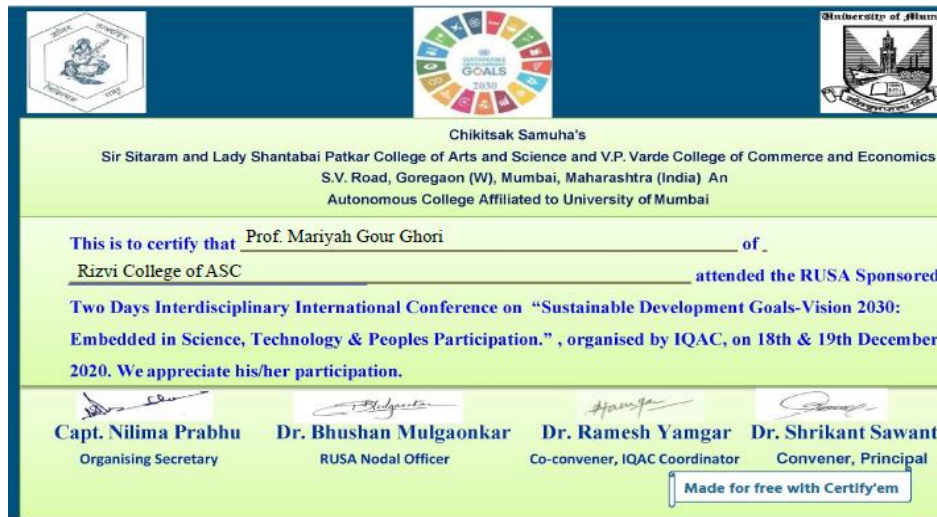 University of Mum
SUSTAINABLE
DEVELOPMENT
GOALS
2030
Chikitsak Samuha's
Sir Sitaram and Lady Shantabai Patkar College of Arts and Science and V.P. Varde College of Commerce and Economics
S.V. Road, Goregaon (W), Mumbai, Maharashtra (India) An
Autonomous College Affiliated to University of Mumbai
This is to certify that Prof. Mariyah Gour Ghori of
Rizvi College of ASC attended the RUSA Sponsored
Two Days Interdisciplinary International Conference on “Sustainable Development Goals-Vision 2030:
Embedded in Science, Technology & Peoples Participation.” , organised by IQAC, on 18th & 19th December
2020. We appreciate his/her participation.
Capt. Nilima Prabhu Dr. Bhushan Mulgaonkar Dr. Ramesh Yamgar Dr. Shrikant Sawant
Organising Secretary RUSA Nodal Officer Co-convener, IQAC Coordinator Convener, Principal
Made for free with Certify'em